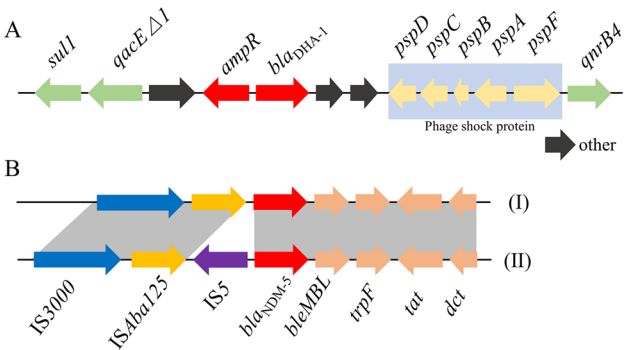 A
sul1 qacEΔ1 ampR blaDHA-1 pspD pspC pspB pspA pspF qnrB4
Phage shock protein
other
B
(I)
(II)
IS3000 ISAba125 IS5 blaNDM-5 bleMBL trpF tat dct